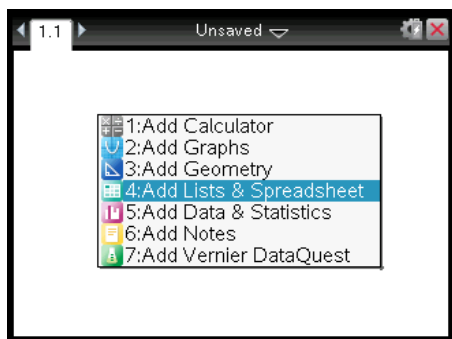 1.1
Unsaved
1:Add Calculator
2:Add Graphs
3:Add Geometry
4:Add Lists & Spreadsheet
5:Add Data & Statistics
6:Add Notes
7:Add Vernier DataQuest